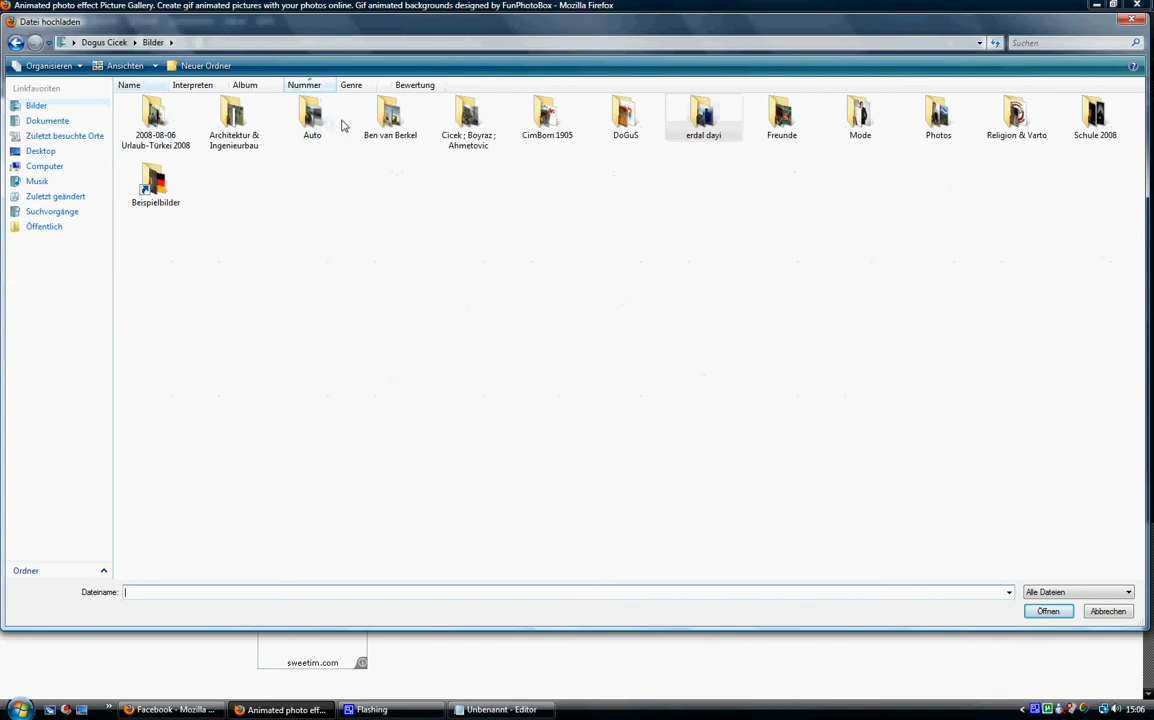 Animated photo effect Picture Gallery. Create gif animated pictures with your photos online. Gif animated backgrounds designed by FunPhotoBox - Mozilla Firefox
Datei hochladen
Dogus Cicek Bilder Suchen
Organisieren Ansichten Neuer Ordner
Linkfavoriten
Bilder
Dokumente
Zuletzt besuchte Orte
Desktop
Computer
Musik
Zuletzt geändert
Suchvorgänge
Öffentlich
Name Interpreten Album Nummer Genre Bewertung
2008-08-06
Urlaub-Türkei 2008
Architektur &
Ingenieurbau
Auto
Ben van Berkel
Cicek ; Boyraz ;
Ahmetovic
CimBom 1905
DoGuS
erdal dayi
Freunde
Mode
Photos
Religion & Varto
Schule 2008
Beispielbilder
Ordner
Dateiname: Alle Dateien
Öffnen Abbrechen
sweetim.com
Facebook - Mozilla ... Animated photo eff... Flashing Unbenannt - Editor 15:06